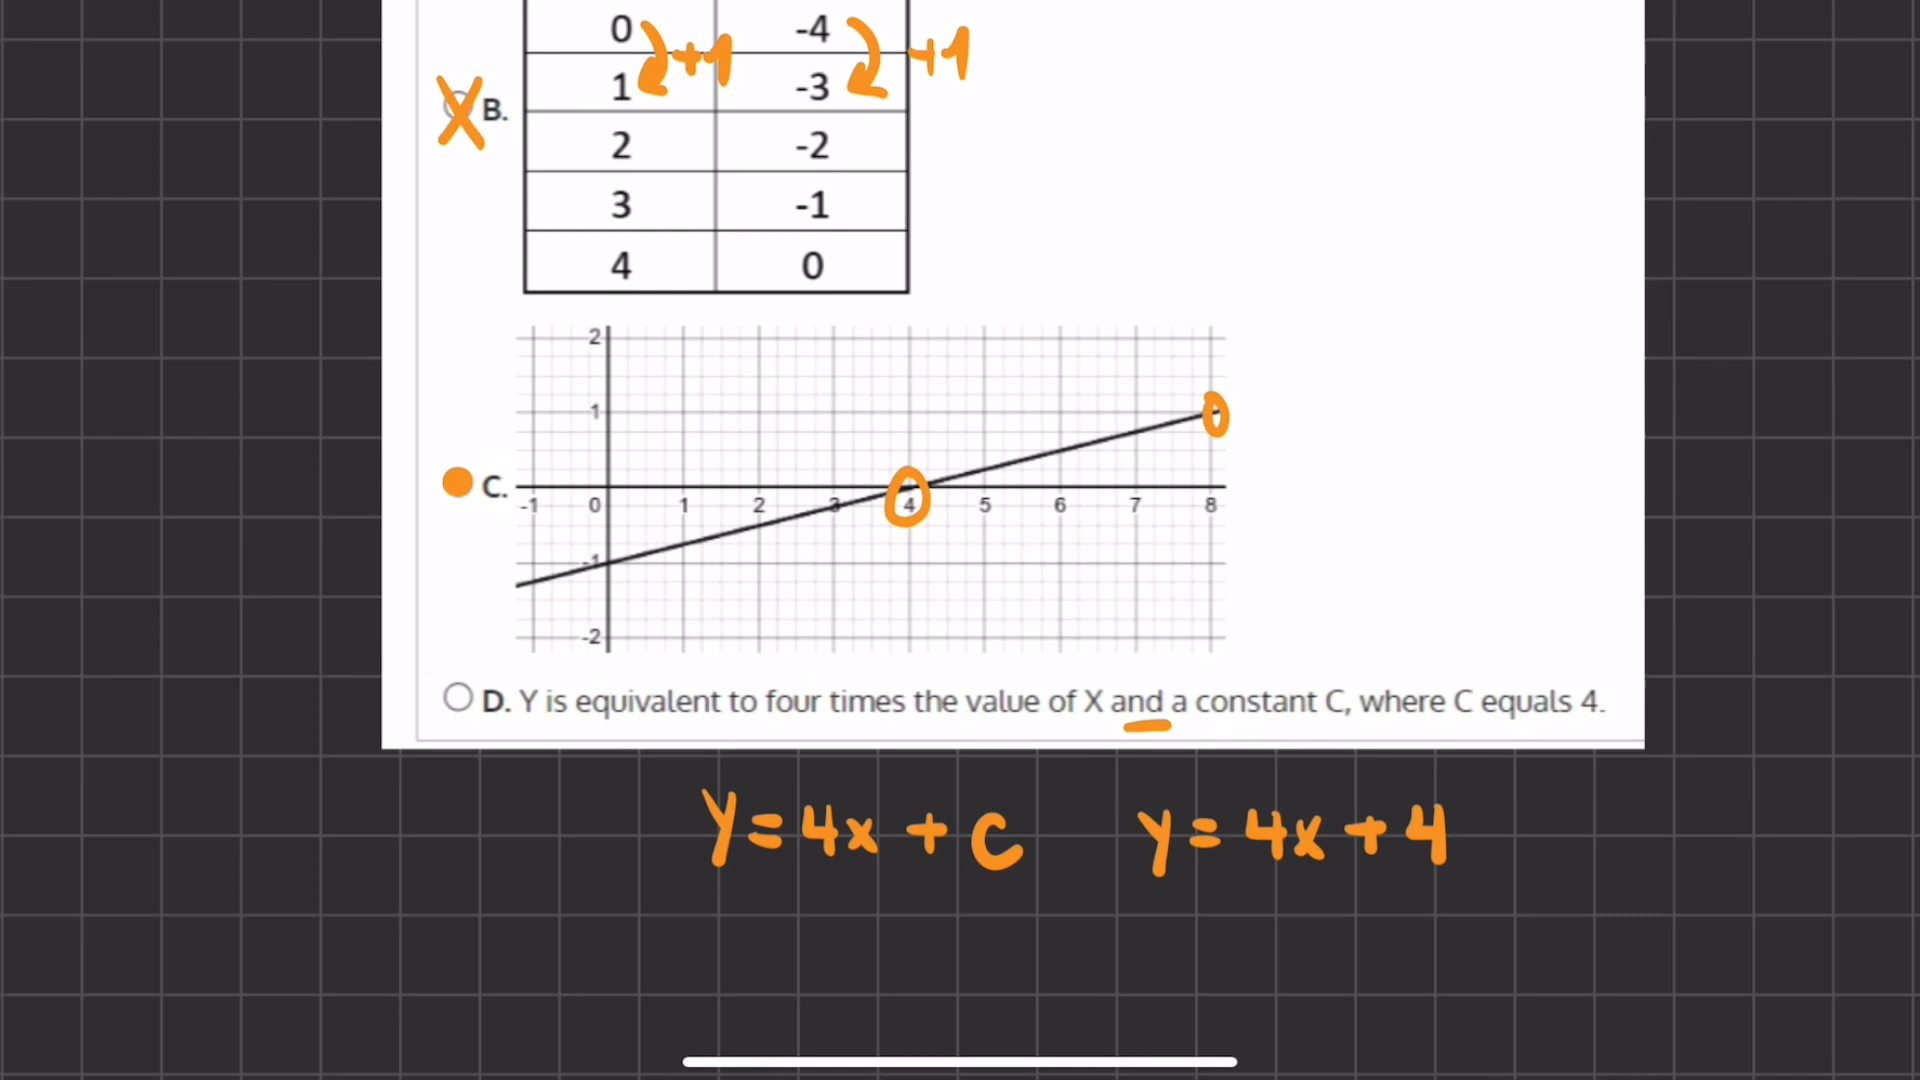 0 -4
+1 +1
1 -3
B.
2 -2
3 -1
4 0
2
1
C.
-1 0 1 2 3 4 5 6 7 8
-1
-2
D. Y is equivalent to four times the value of X and a constant C, where C equals 4.
y = 4x + C y = 4x + 4